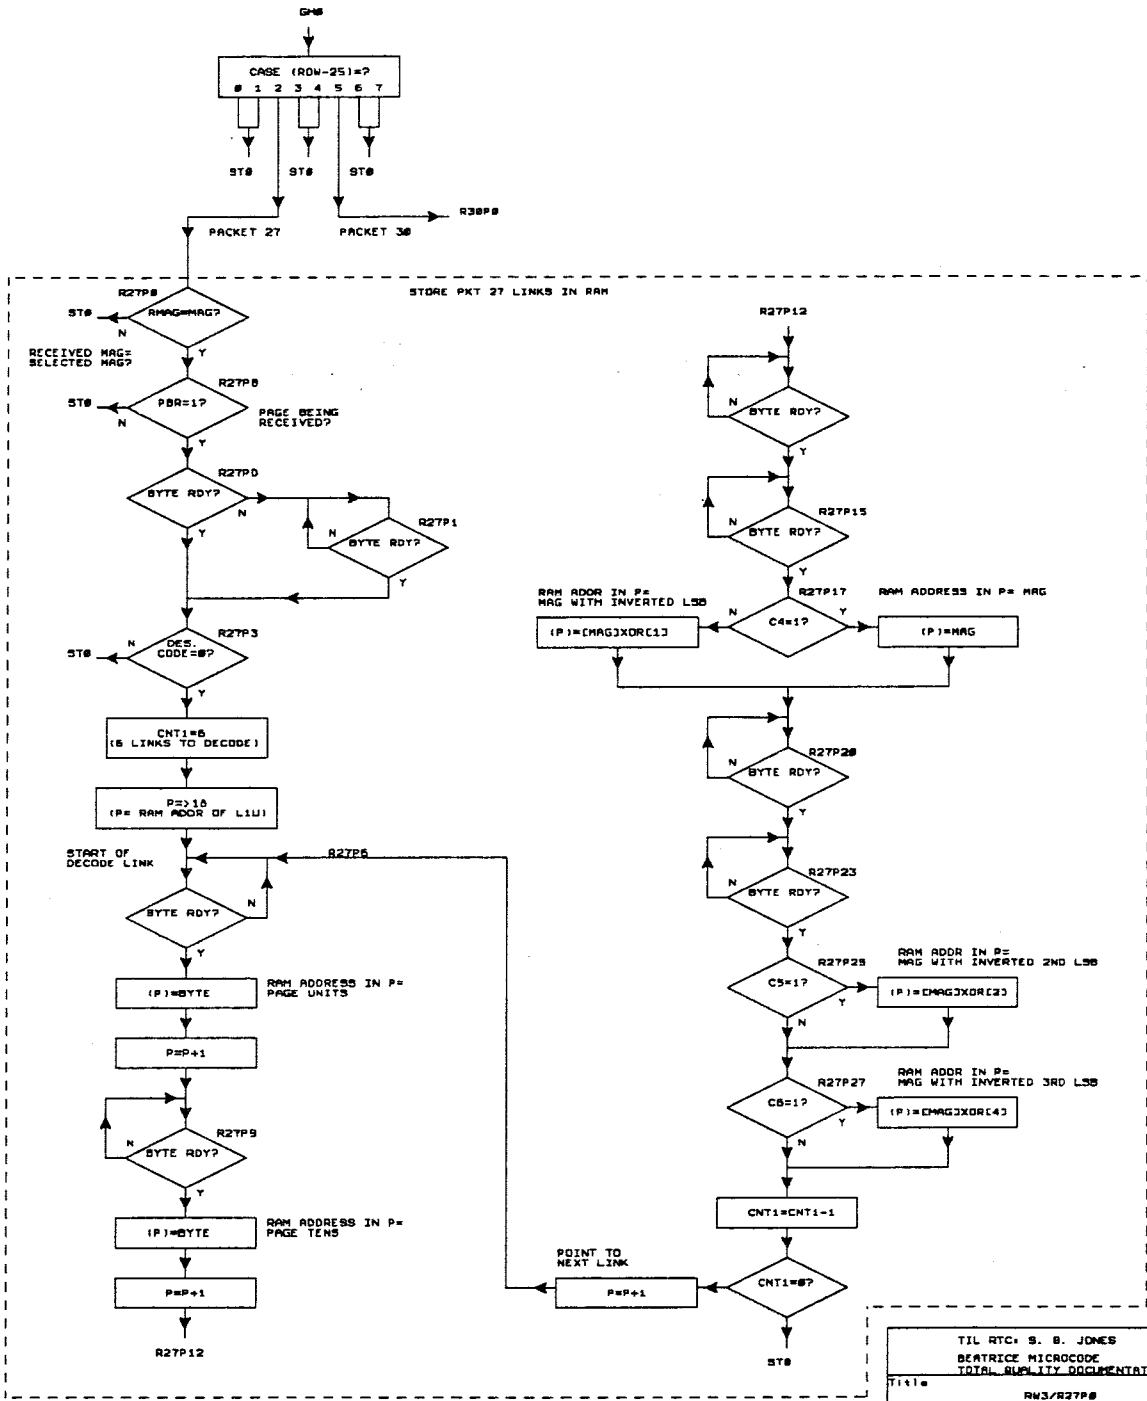 GH0
CASE (ROW-25)=?
0 1 2 3 4 5 6 7
ST0
ST0
ST0
R30P0
PACKET 27
PACKET 30
STORE PKT 27 LINKS IN RAM
R27P0
RMAG=MAG?
ST0
N
Y
RECEIVED MAG=
SELECTED MAG?
R27PB
PBR=1?
ST0
N
Y
PAGE BEING
RECEIVED?
R27PD
BYTE RDY?
N
Y
R27P1
BYTE RDY?
N
Y
R27P3
DES.
CODE=0?
ST0
N
Y
CNT1=6
(6 LINKS TO DECODE)
P=>18
(P= RAM ADDR OF L1U)
START OF
DECODE LINK
R27P6
BYTE RDY?
N
Y
(P)=BYTE
RAM ADDRESS IN P=
PAGE UNITS
P=P+1
R27P9
BYTE RDY?
N
Y
(P)=BYTE
RAM ADDRESS IN P=
PAGE TENS
P=P+1
R27P12
R27P12
BYTE RDY?
N
Y
R27P15
BYTE RDY?
N
Y
RAM ADDR IN P=
MAG WITH INVERTED LSB
R27P17
RAM ADDRESS IN P= MAG
(P)=[MAG]XOR[1]
N
C4=1?
Y
(P)=MAG
R27P20
BYTE RDY?
N
Y
R27P23
BYTE RDY?
N
Y
R27P25
RAM ADDR IN P=
MAG WITH INVERTED 2ND LSB
C5=1?
Y
N
(P)=[MAG]XOR[2]
R27P27
RAM ADDR IN P=
MAG WITH INVERTED 3RD LSB
C6=1?
Y
N
(P)=[MAG]XOR[4]
CNT1=CNT1-1
POINT TO
NEXT LINK
P=P+1
CNT1=0?
ST0
TIL RTC: S. B. JONES
BEATRICE MICROCODE
TOTAL QUALITY DOCUMENTAT
Title
RW3/R27P0